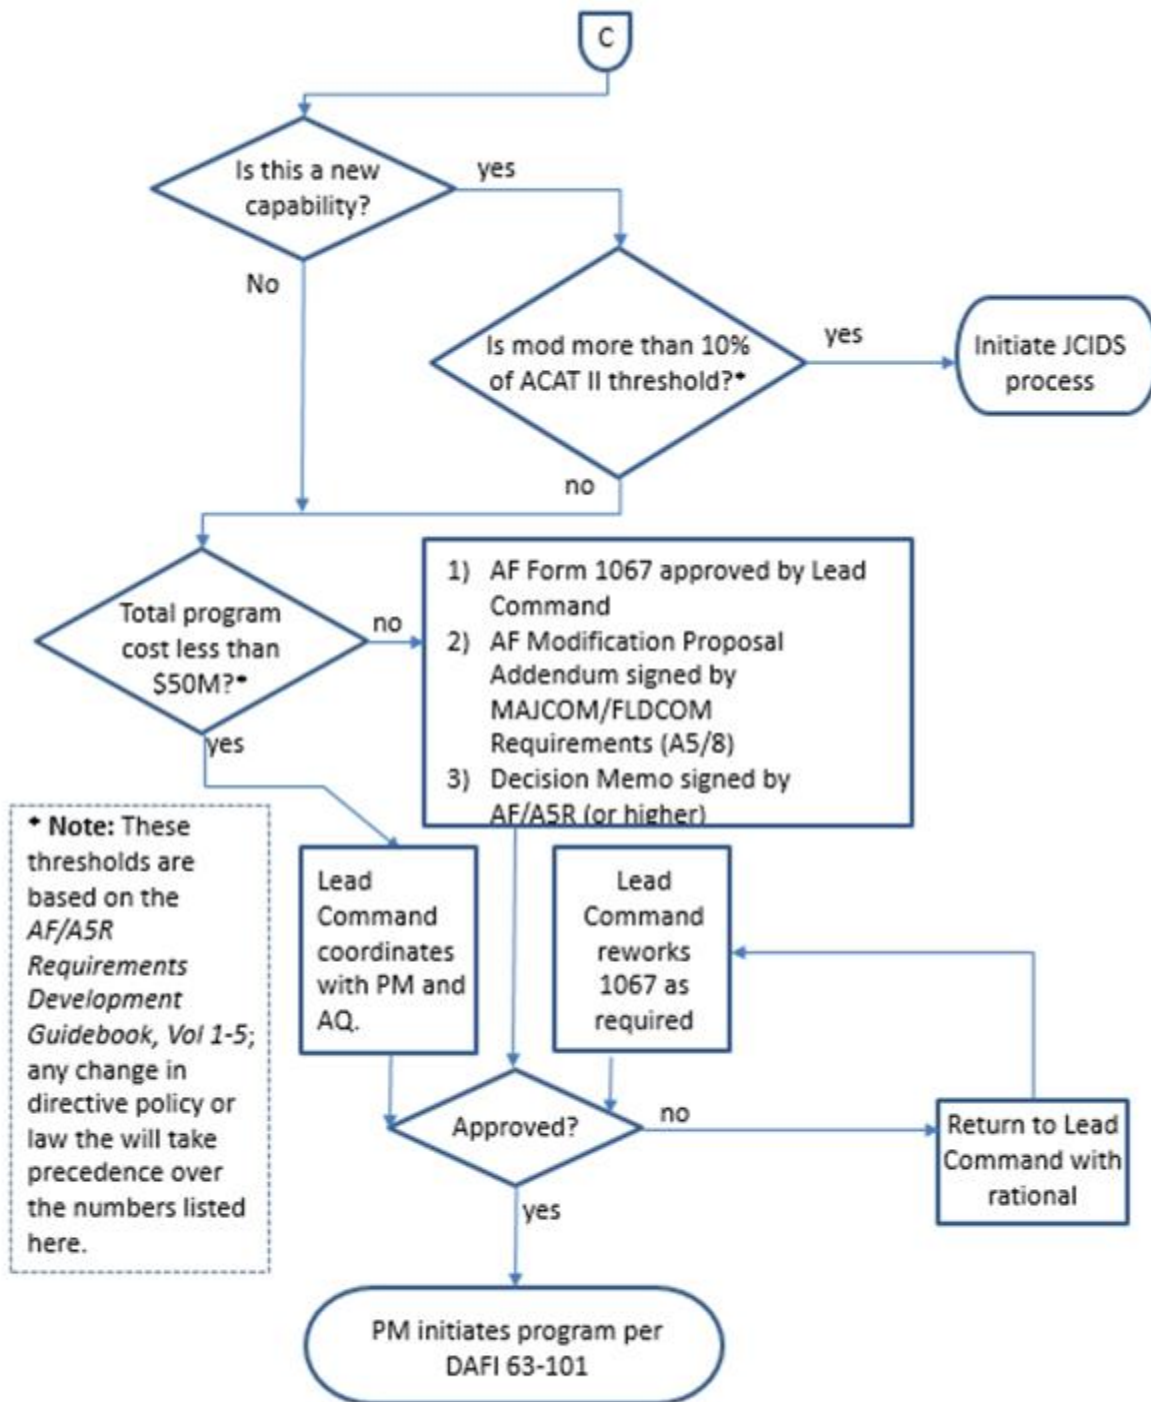 C
Is this a new
capability?
yes
No
Is mod more than 10%
of ACAT II threshold?*
yes
Initiate JCIDS
process
no
Total program
cost less than
$50M?*
no
yes
1) AF Form 1067 approved by Lead
Command
2) AF Modification Proposal
Addendum signed by
MAJCOM/FLDCOM
Requirements (A5/8)
3) Decision Memo signed by
AF/A5R (or higher)
* Note: These
thresholds are
based on the
AF/A5R
Requirements
Development
Guidebook, Vol 1-5;
any change in
directive policy or
law the will take
precedence over
the numbers listed
here.
Lead
Command
coordinates
with PM and
AQ.
Lead
Command
reworks
1067 as
required
Approved?
no
Return to Lead
Command with
rational
yes
PM initiates program per
DAFI 63-101